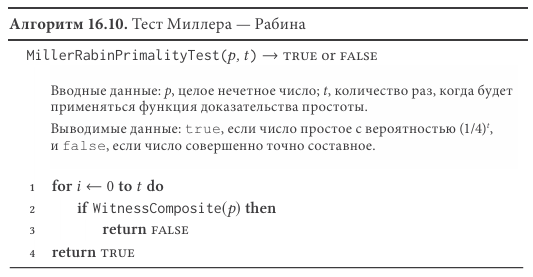 Алгоритм 16.10. Тест Миллера — Рабина
MillerRabinPrimalityTest(p, t) → TRUE or FALSE
Вводные данные: p, целое нечетное число; t, количество раз, когда будет
применяться функция доказательства простоты.
Выводимые данные: true, если число простое с вероятностью (1/4)ᵗ,
и false, если число совершенно точно составное.
1 for i ← 0 to t do
2 if WitnessComposite(p) then
3 return FALSE
4 return TRUE